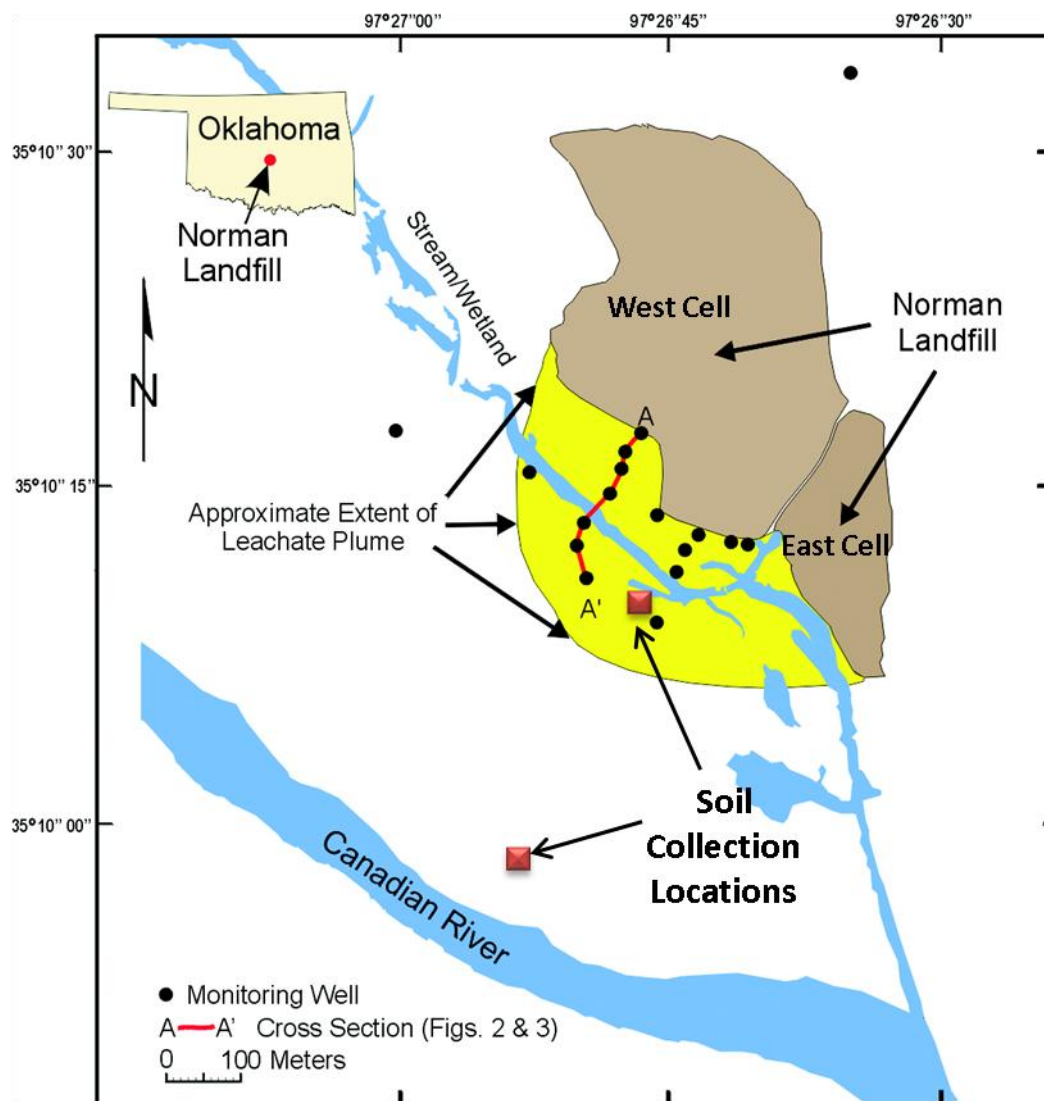 97°27'00"
97°26"45"
97°26"30"
Oklahoma
35°10" 30"
Norman
Landfill
Stream/Wetland
West Cell
Norman
Landfill
N
A
35°10" 15"
Approximate Extent of
Leachate Plume
East Cell
A'
Soil
Collection
Locations
35°10" 00"
Canadian River
Monitoring Well
A A' Cross Section (Figs. 2 & 3)
0 100 Meters